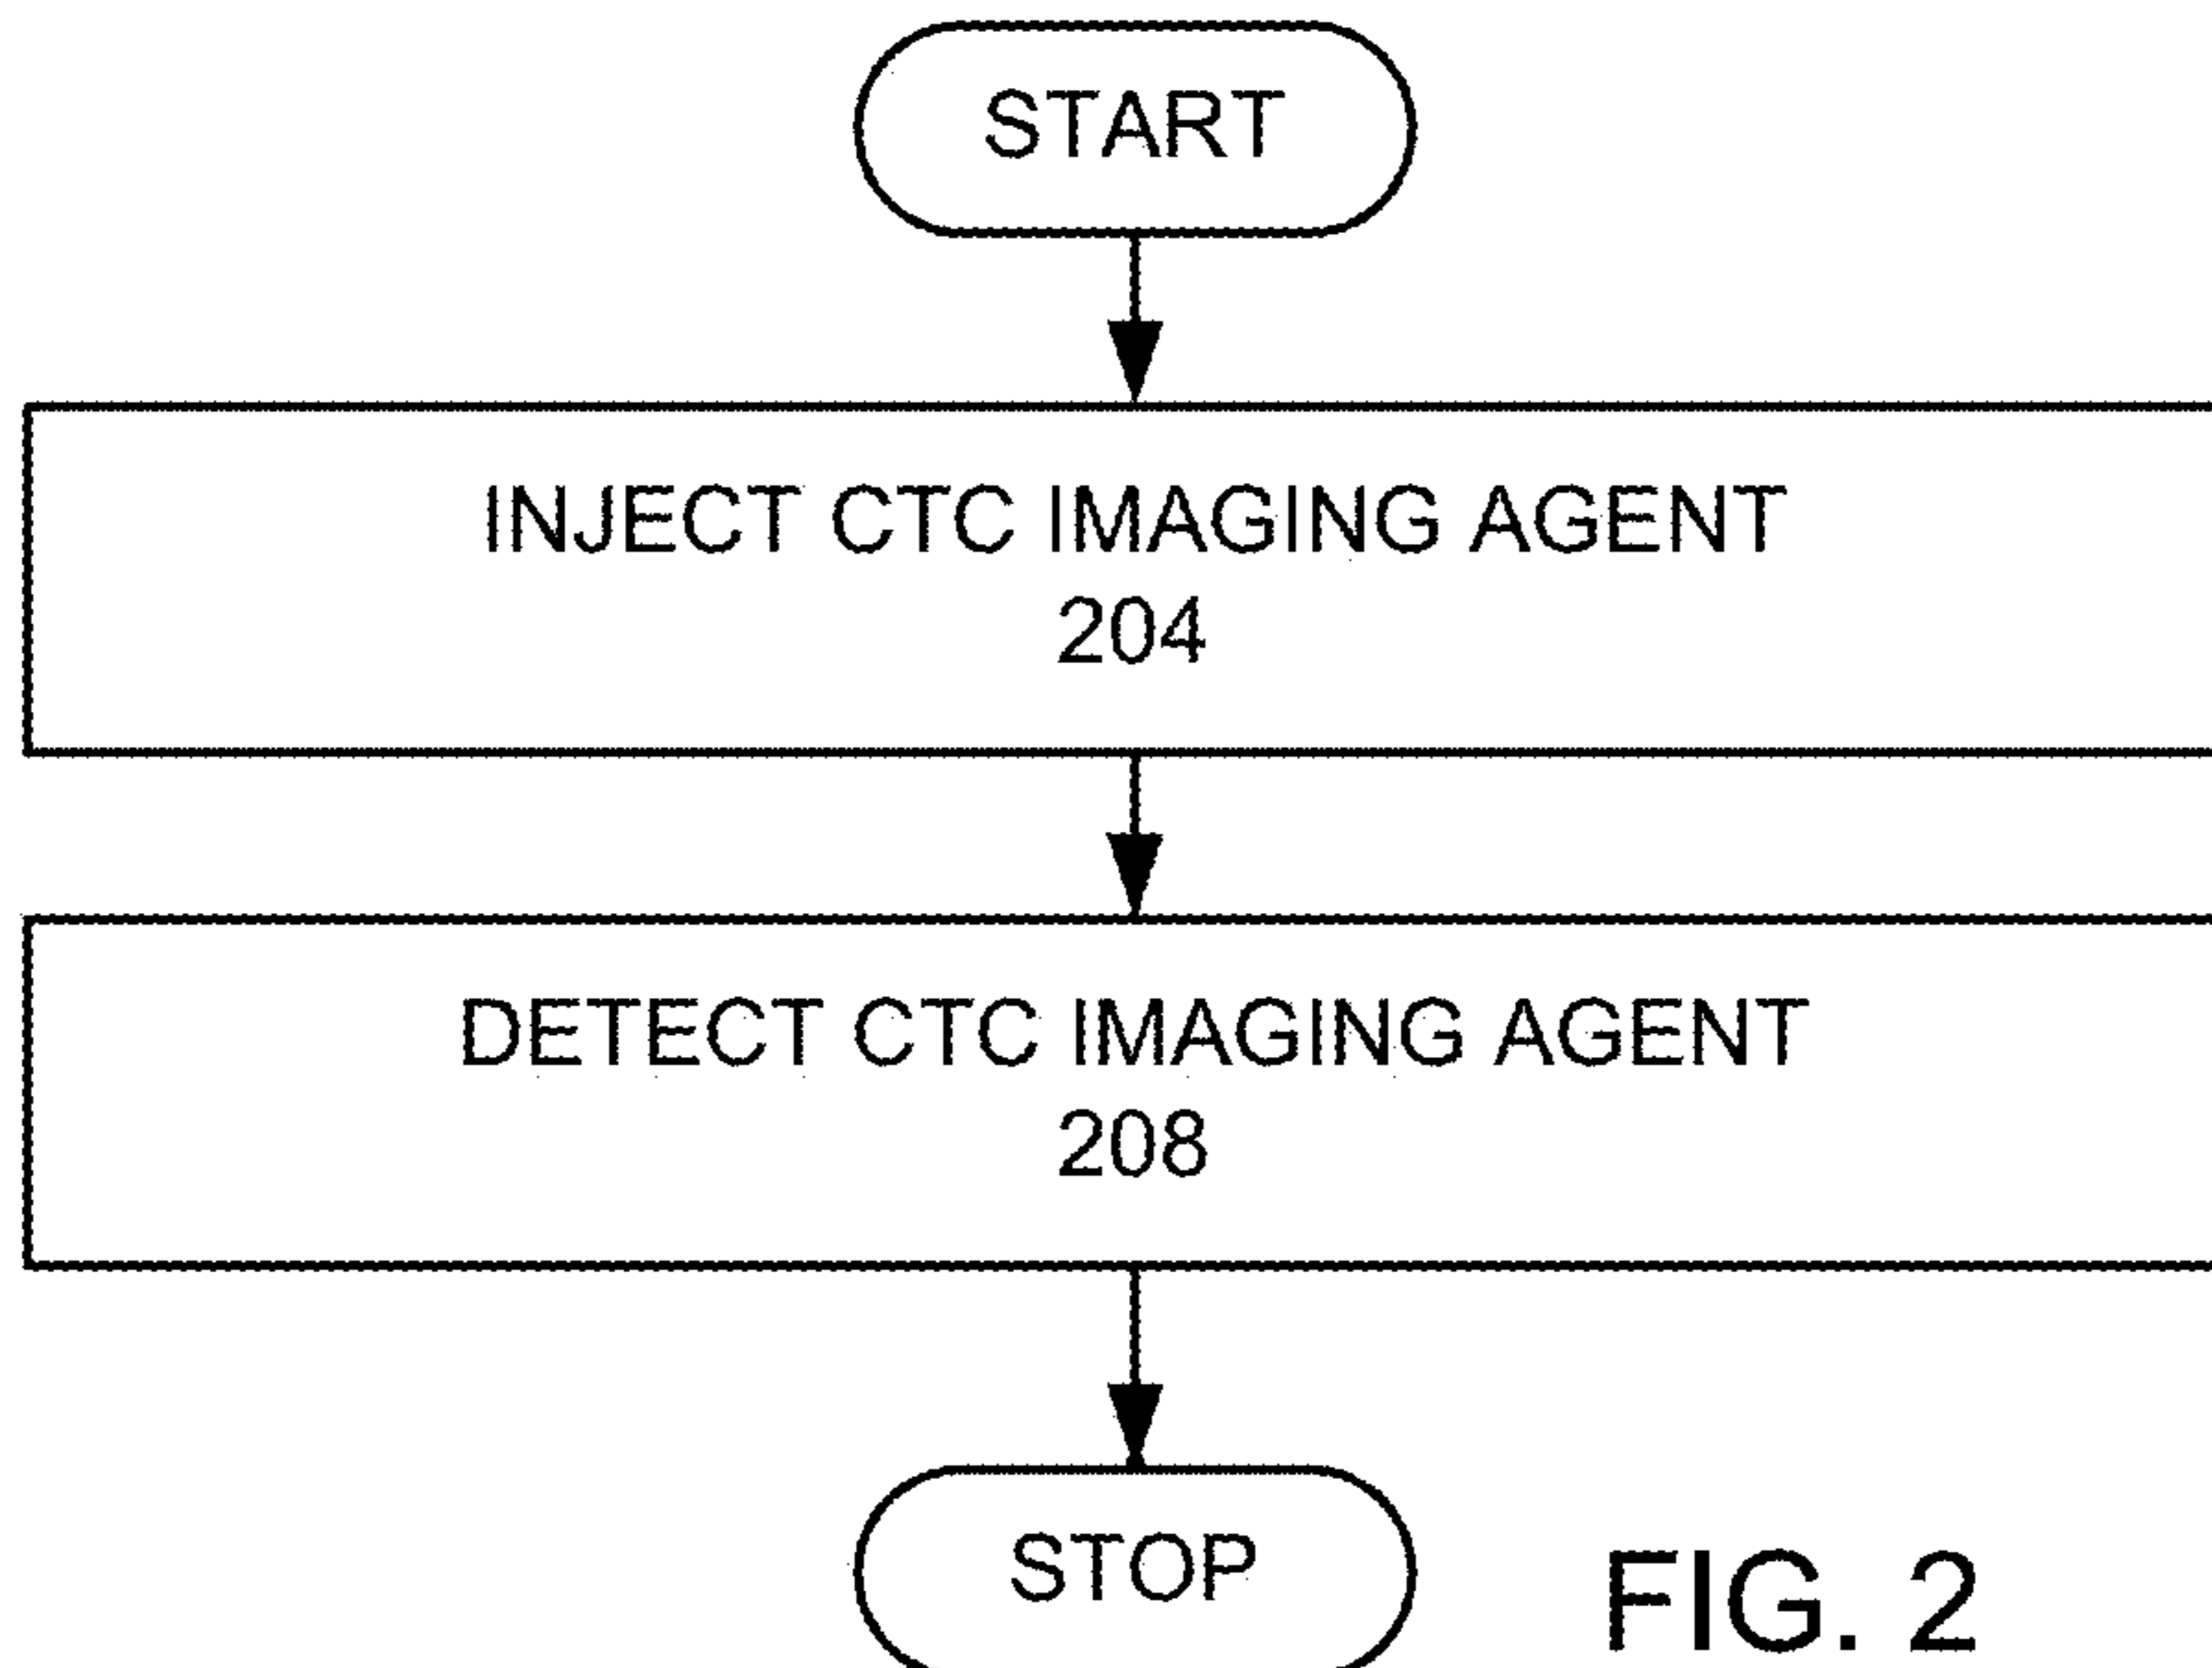 START
INJECT CTC IMAGING AGENT
204
DETECT CTC IMAGING AGENT
208
STOP
FIG. 2